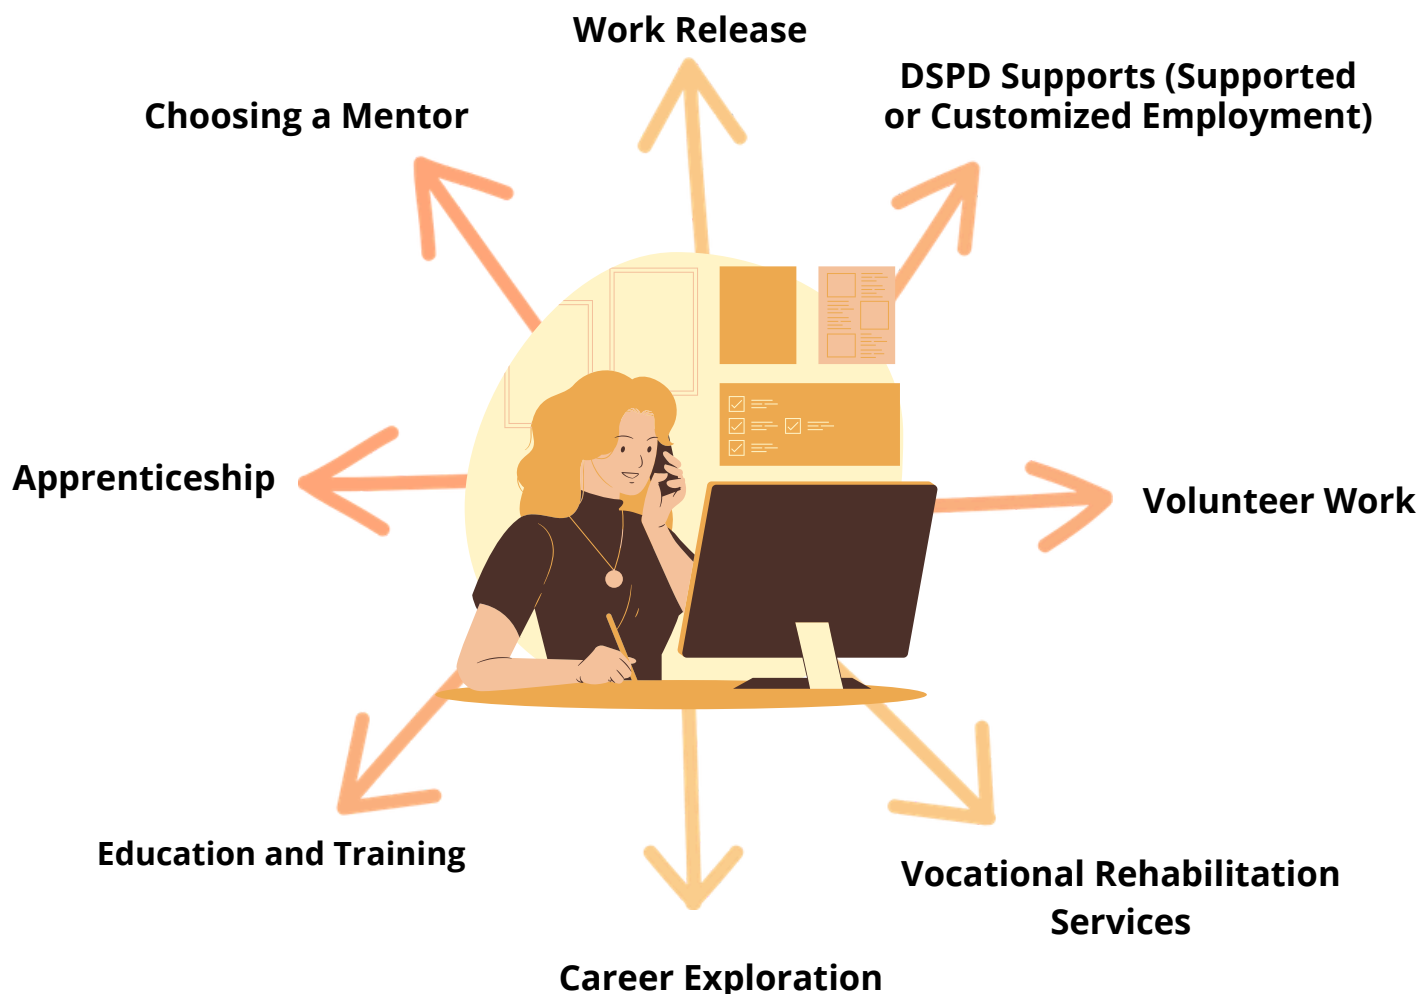 Work Release
DSPD Supports (Supported
or Customized Employment)
Choosing a Mentor
Apprenticeship
Volunteer Work
Education and Training
Vocational Rehabilitation
Services
Career Exploration